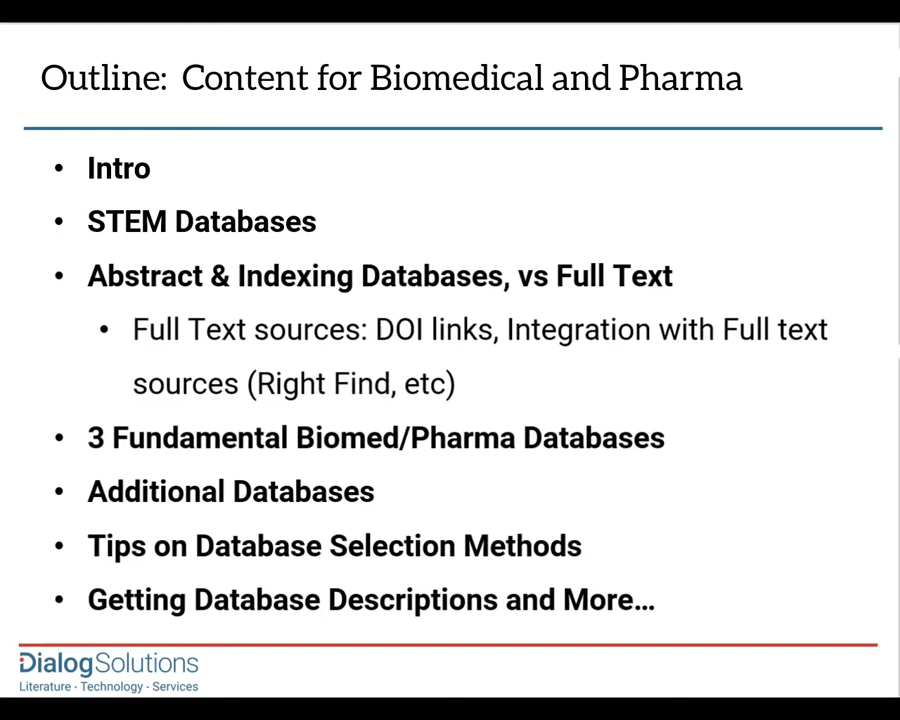 Outline: Content for Biomedical and Pharma
• Intro
• STEM Databases
• Abstract & Indexing Databases, vs Full Text
• Full Text sources: DOI links, Integration with Full text
sources (Right Find, etc)
• 3 Fundamental Biomed/Pharma Databases
• Additional Databases
• Tips on Database Selection Methods
• Getting Database Descriptions and More…
DialogSolutions
Literature · Technology · Services